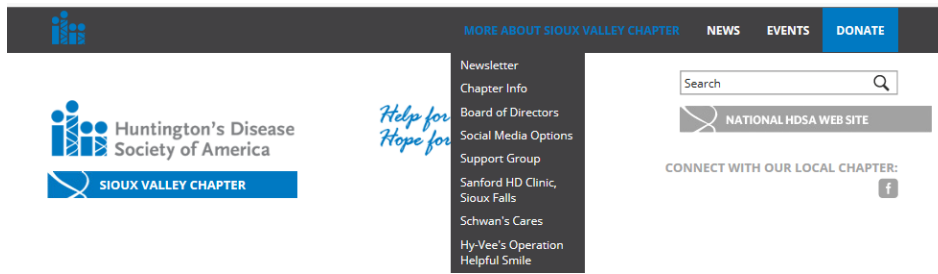 MORE ABOUT SIOUX VALLEY CHAPTER
NEWS
EVENTS
DONATE
Newsletter
Chapter Info
Board of Directors
Social Media Options
Support Group
Sanford HD Clinic,
Sioux Falls
Schwan's Cares
Hy-Vee's Operation
Helpful Smile
Huntington's Disease
Society of America
SIOUX VALLEY CHAPTER
Help for
Hope for
Search
NATIONAL HDSA WEB SITE
CONNECT WITH OUR LOCAL CHAPTER:
f